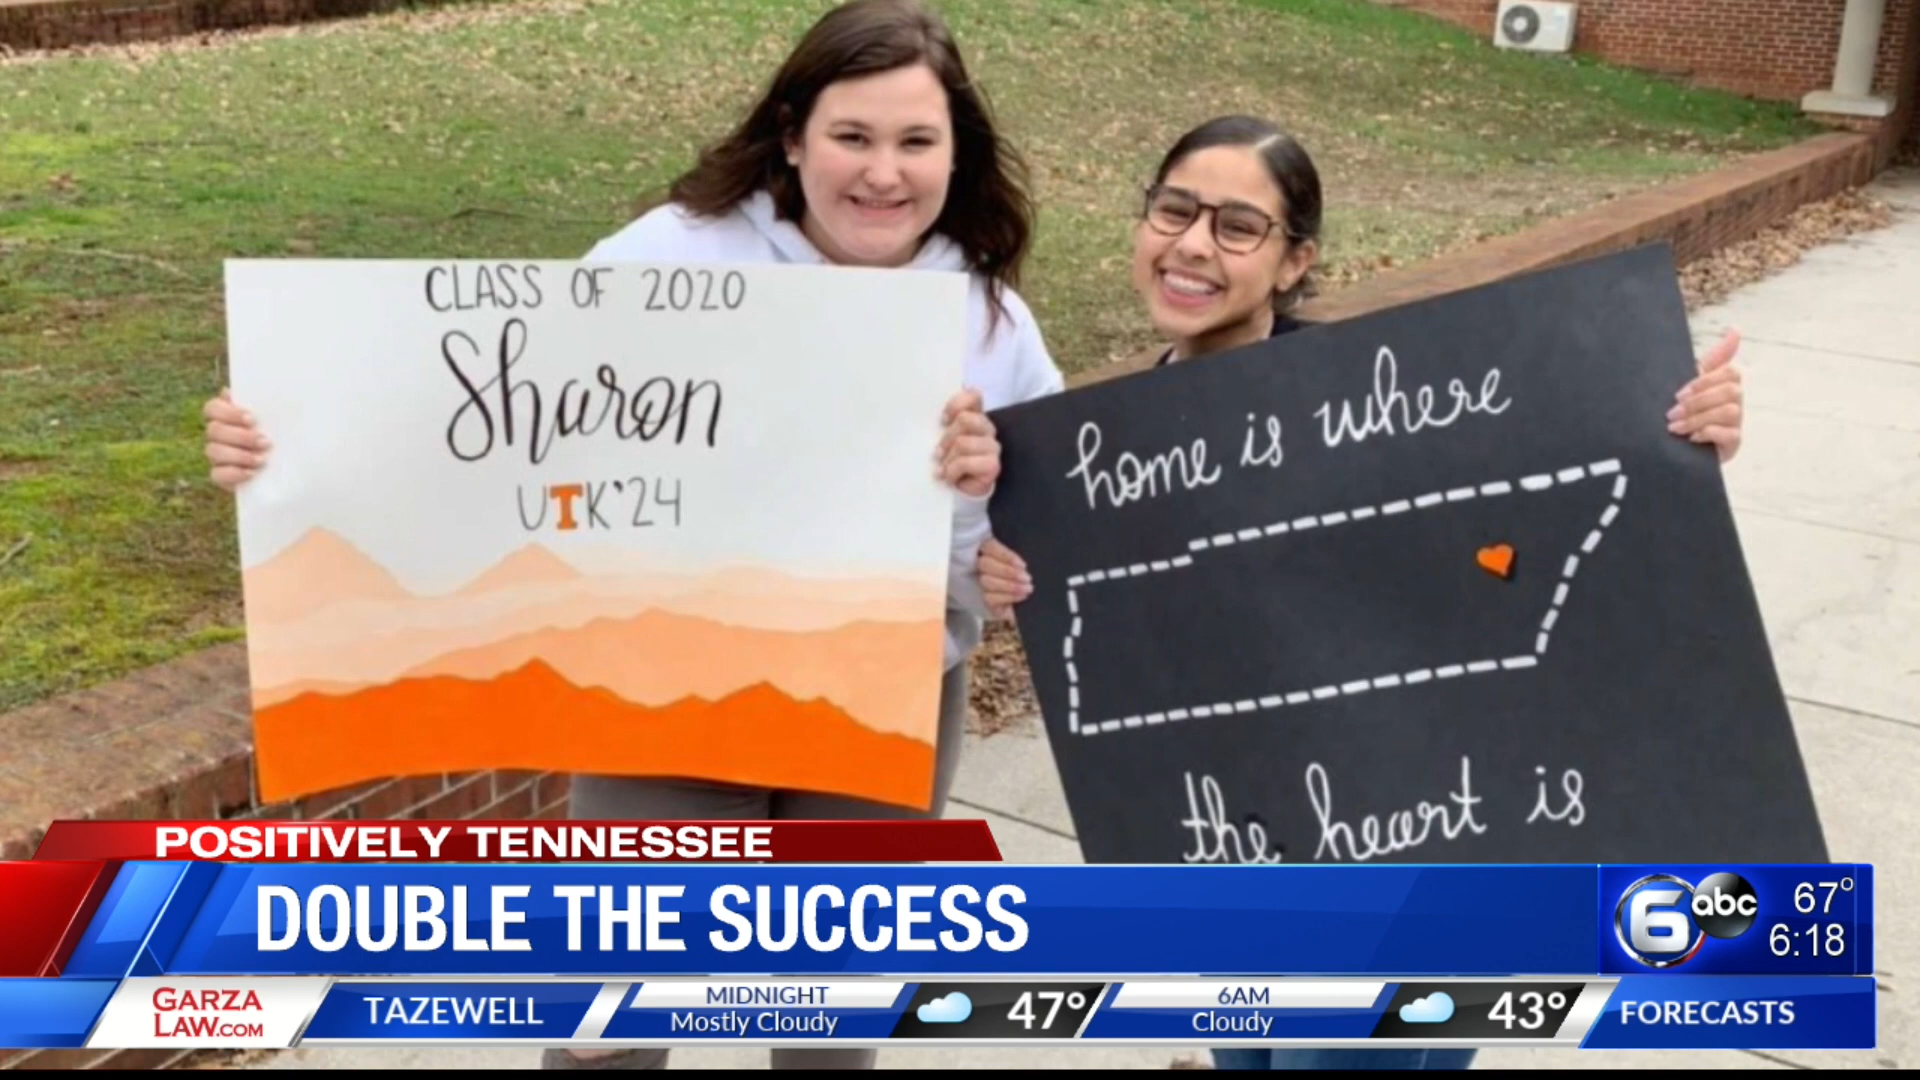 CLASS OF 2020
Sharon
UTK'24
home is where
the heart is
POSITIVELY TENNESSEE
DOUBLE THE SUCCESS
6 abc
67°
6:18
GARZA
LAW.COM
TAZEWELL
MIDNIGHT
Mostly Cloudy
47°
6AM
Cloudy
43°
FORECASTS